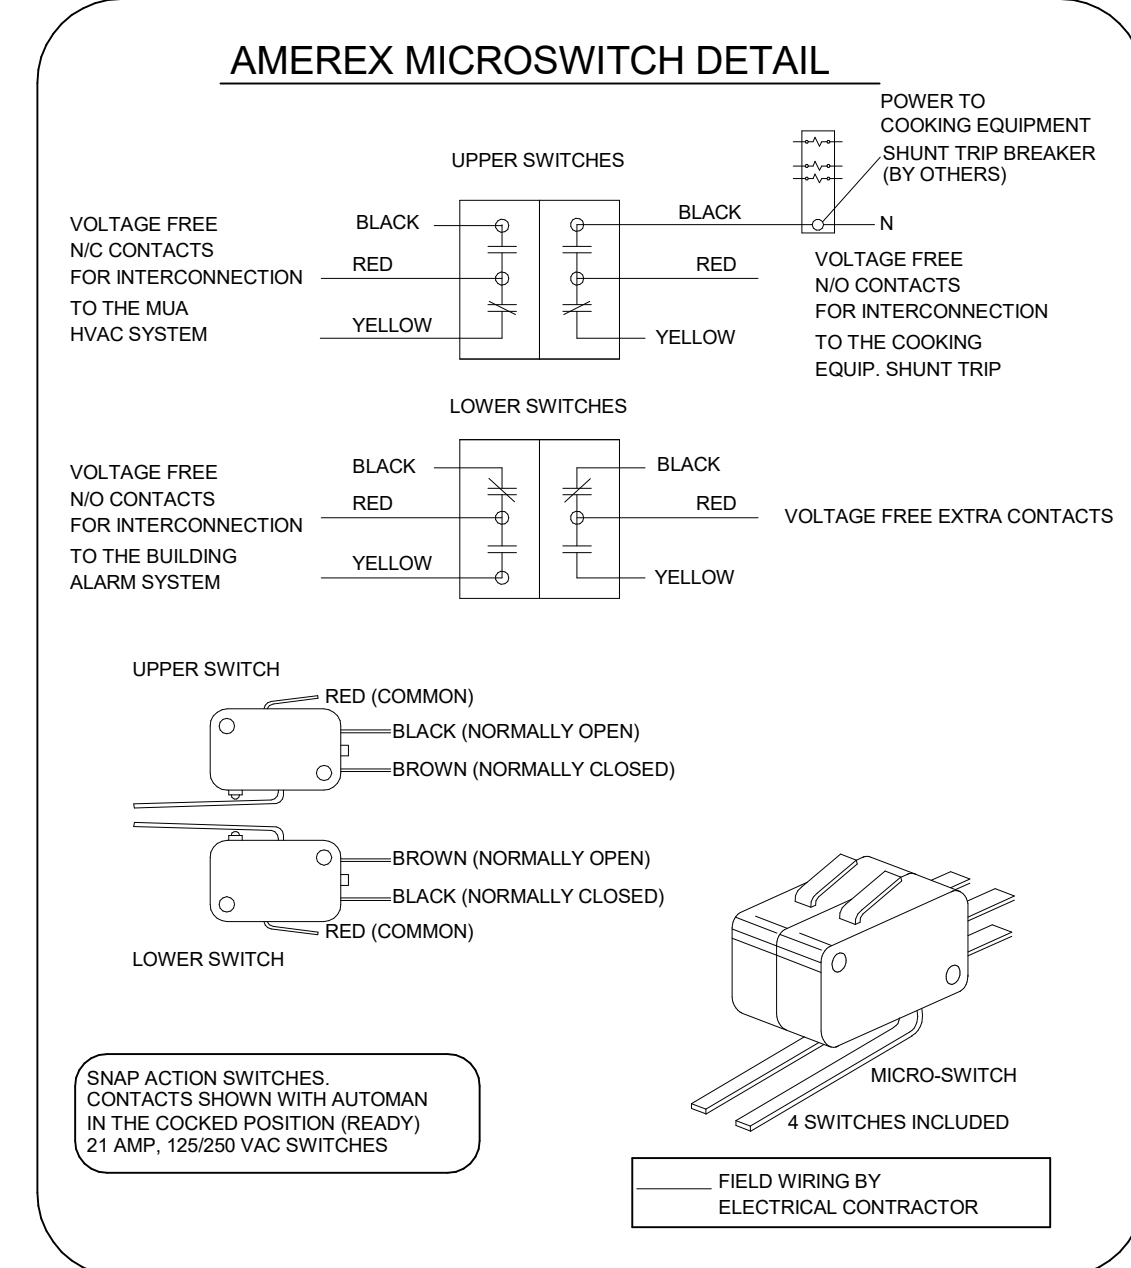 AMEREX MICROSWITCH DETAIL
POWER TO
COOKING EQUIPMENT
SHUNT TRIP BREAKER
(BY OTHERS)
UPPER SWITCHES
VOLTAGE FREE
N/C CONTACTS
FOR INTERCONNECTION
TO THE MUA
HVAC SYSTEM
BLACK
RED
YELLOW
BLACK
RED
YELLOW
N
VOLTAGE FREE
N/O CONTACTS
FOR INTERCONNECTION
TO THE COOKING
EQUIP. SHUNT TRIP
LOWER SWITCHES
VOLTAGE FREE
N/O CONTACTS
FOR INTERCONNECTION
TO THE BUILDING
ALARM SYSTEM
BLACK
RED
YELLOW
BLACK
RED
YELLOW
VOLTAGE FREE EXTRA CONTACTS
UPPER SWITCH
RED (COMMON)
BLACK (NORMALLY OPEN)
BROWN (NORMALLY CLOSED)
BROWN (NORMALLY OPEN)
BLACK (NORMALLY CLOSED)
RED (COMMON)
LOWER SWITCH
SNAP ACTION SWITCHES.
CONTACTS SHOWN WITH AUTOMAN
IN THE COCKED POSITION (READY)
21 AMP, 125/250 VAC SWITCHES
MICRO-SWITCH
4 SWITCHES INCLUDED
FIELD WIRING BY
ELECTRICAL CONTRACTOR